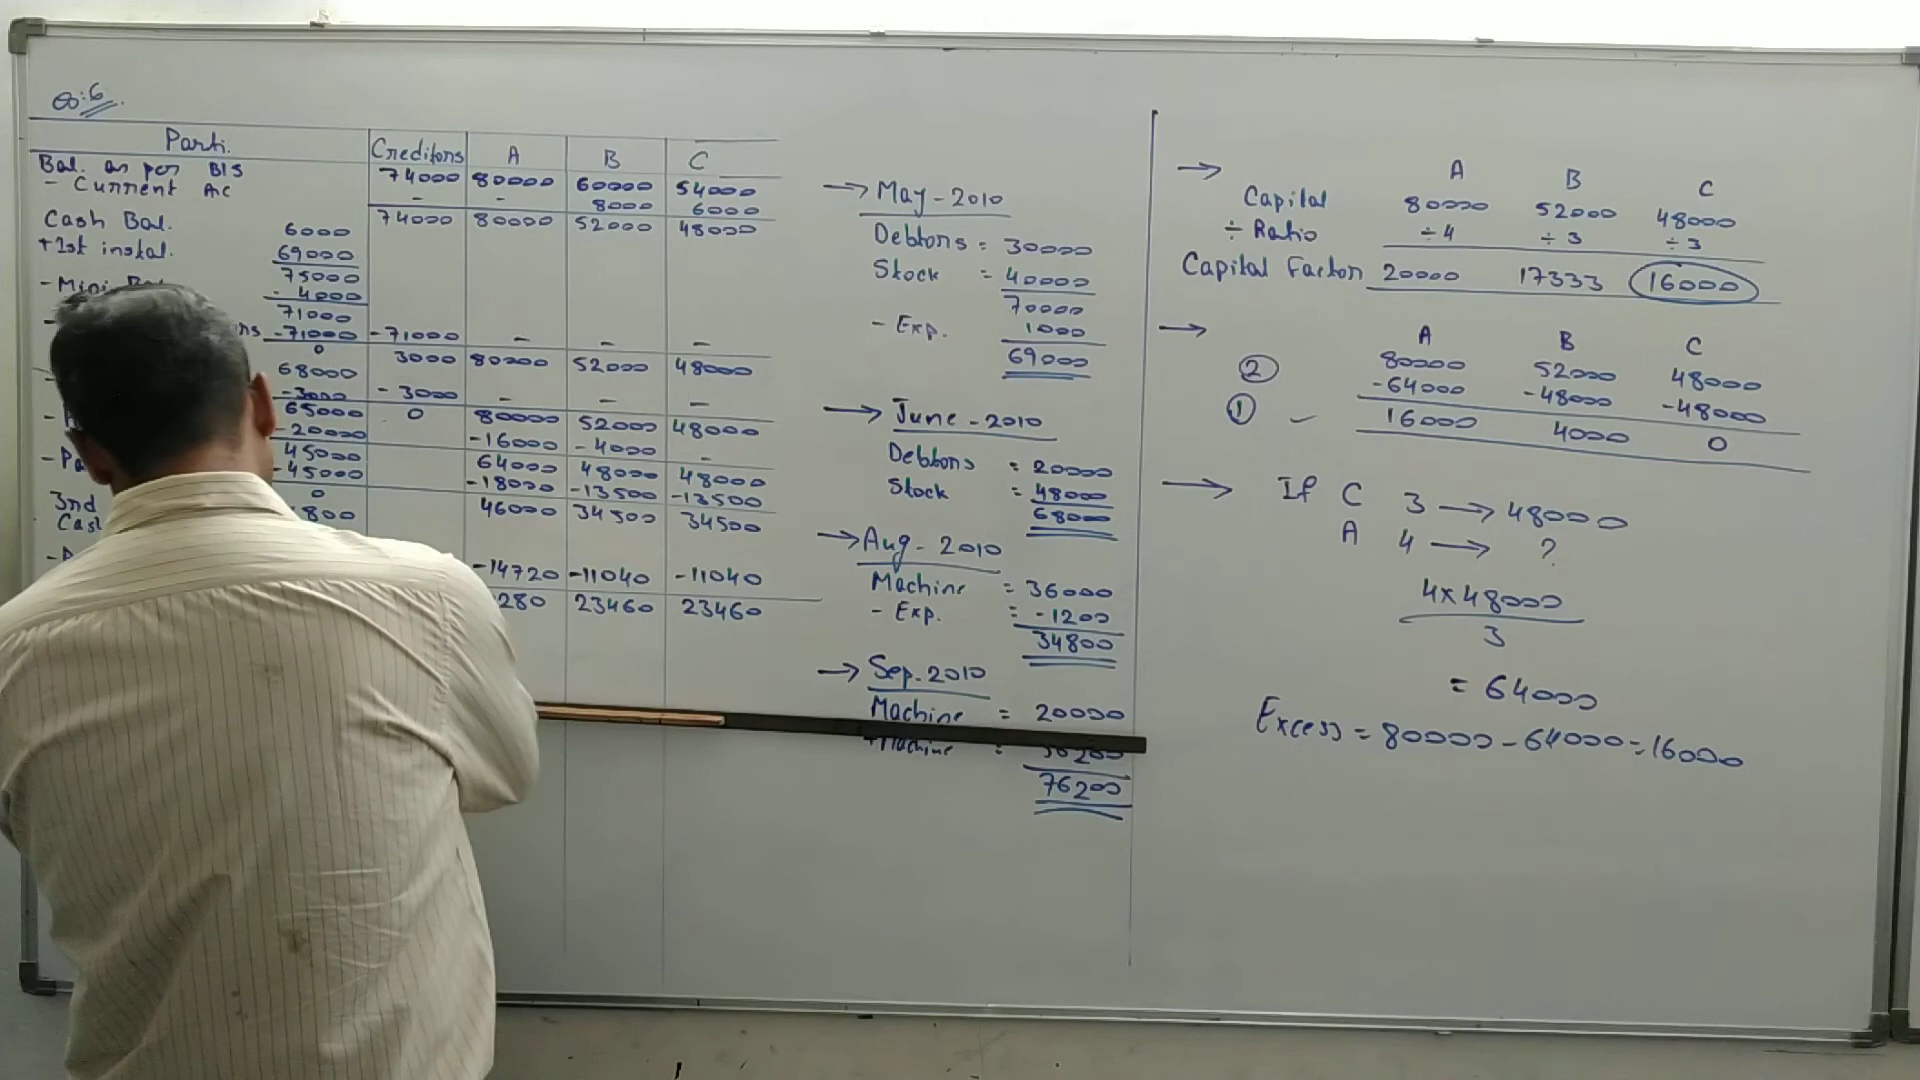 Parti. Creditors A B C
Bal. as per B/S 74000 80000 60000 54000
- Current Ac - - 8000 6000
74000 80000 52000 48000
Cash Bal. 6000
+1st instal. 69000
75000
- 4000
71000
-71000 -71000 - - -
0 3000 80000 52000 48000
68000
-3000 - 3000 - - -
65000 0 80000 52000 48000
-20000 -16000 - 4000 -
45000 64000 48000 48000
-45000 -18000 -13500 -13500
0 46000 34500 34500
3nd
800
-14720 -11040 -11040
280 23460 23460
→ May - 2010
Debtors = 30000
Stock = 40000
70000
- Exp. 1000
69000
→ June - 2010
Debtors = 20000
Stock = 48000
68000
→ Aug - 2010
Machine = 36000
- Exp. = -1200
34800
→ Sep. 2010
Machine = 20000
+Machine =
76200
→ A B C
Capital 80000 52000 48000
÷ Ratio ÷4 ÷3 ÷3
Capital Factor 20000 17333 16000
→ A B C
② 80000 52000 48000
-64000 -48000 -48000
① 16000 4000 0
→ If C 3 → 48000
A 4 → ?
4x48000
3
= 64000
Excess = 80000 - 64000 = 16000